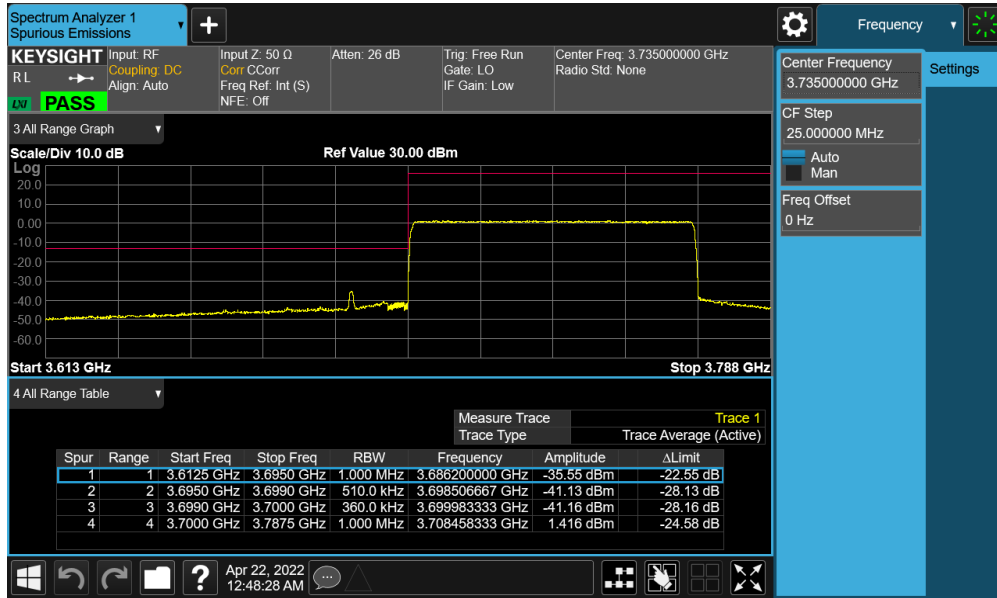 Spectrum Analyzer 1
Spurious Emissions
Frequency
KEYSIGHT
R L
LXI PASS
Input: RF
Coupling: DC
Align: Auto
Input Z: 50 Ω
Corr CCorr
Freq Ref: Int (S)
NFE: Off
Atten: 26 dB
Trig: Free Run
Gate: LO
IF Gain: Low
Center Freq: 3.735000000 GHz
Radio Std: None
Center Frequency
3.735000000 GHz
Settings
CF Step
25.000000 MHz
Auto
Man
Freq Offset
0 Hz
3 All Range Graph
Scale/Div 10.0 dB
Ref Value 30.00 dBm
Log
20.0
10.0
0.00
-10.0
-20.0
-30.0
-40.0
-50.0
-60.0
Start 3.613 GHz
Stop 3.788 GHz
4 All Range Table
Measure Trace Trace 1
Trace Type Trace Average (Active)
Spur Range Start Freq Stop Freq RBW Frequency Amplitude ΔLimit
1 1 3.6125 GHz 3.6950 GHz 1.000 MHz 3.686200000 GHz -35.55 dBm -22.55 dB
2 2 3.6950 GHz 3.6990 GHz 510.0 kHz 3.698506667 GHz -41.13 dBm -28.13 dB
3 3 3.6990 GHz 3.7000 GHz 360.0 kHz 3.699983333 GHz -41.16 dBm -28.16 dB
4 4 3.7000 GHz 3.7875 GHz 1.000 MHz 3.708458333 GHz 1.416 dBm -24.58 dB
?
Apr 22, 2022
12:48:28 AM